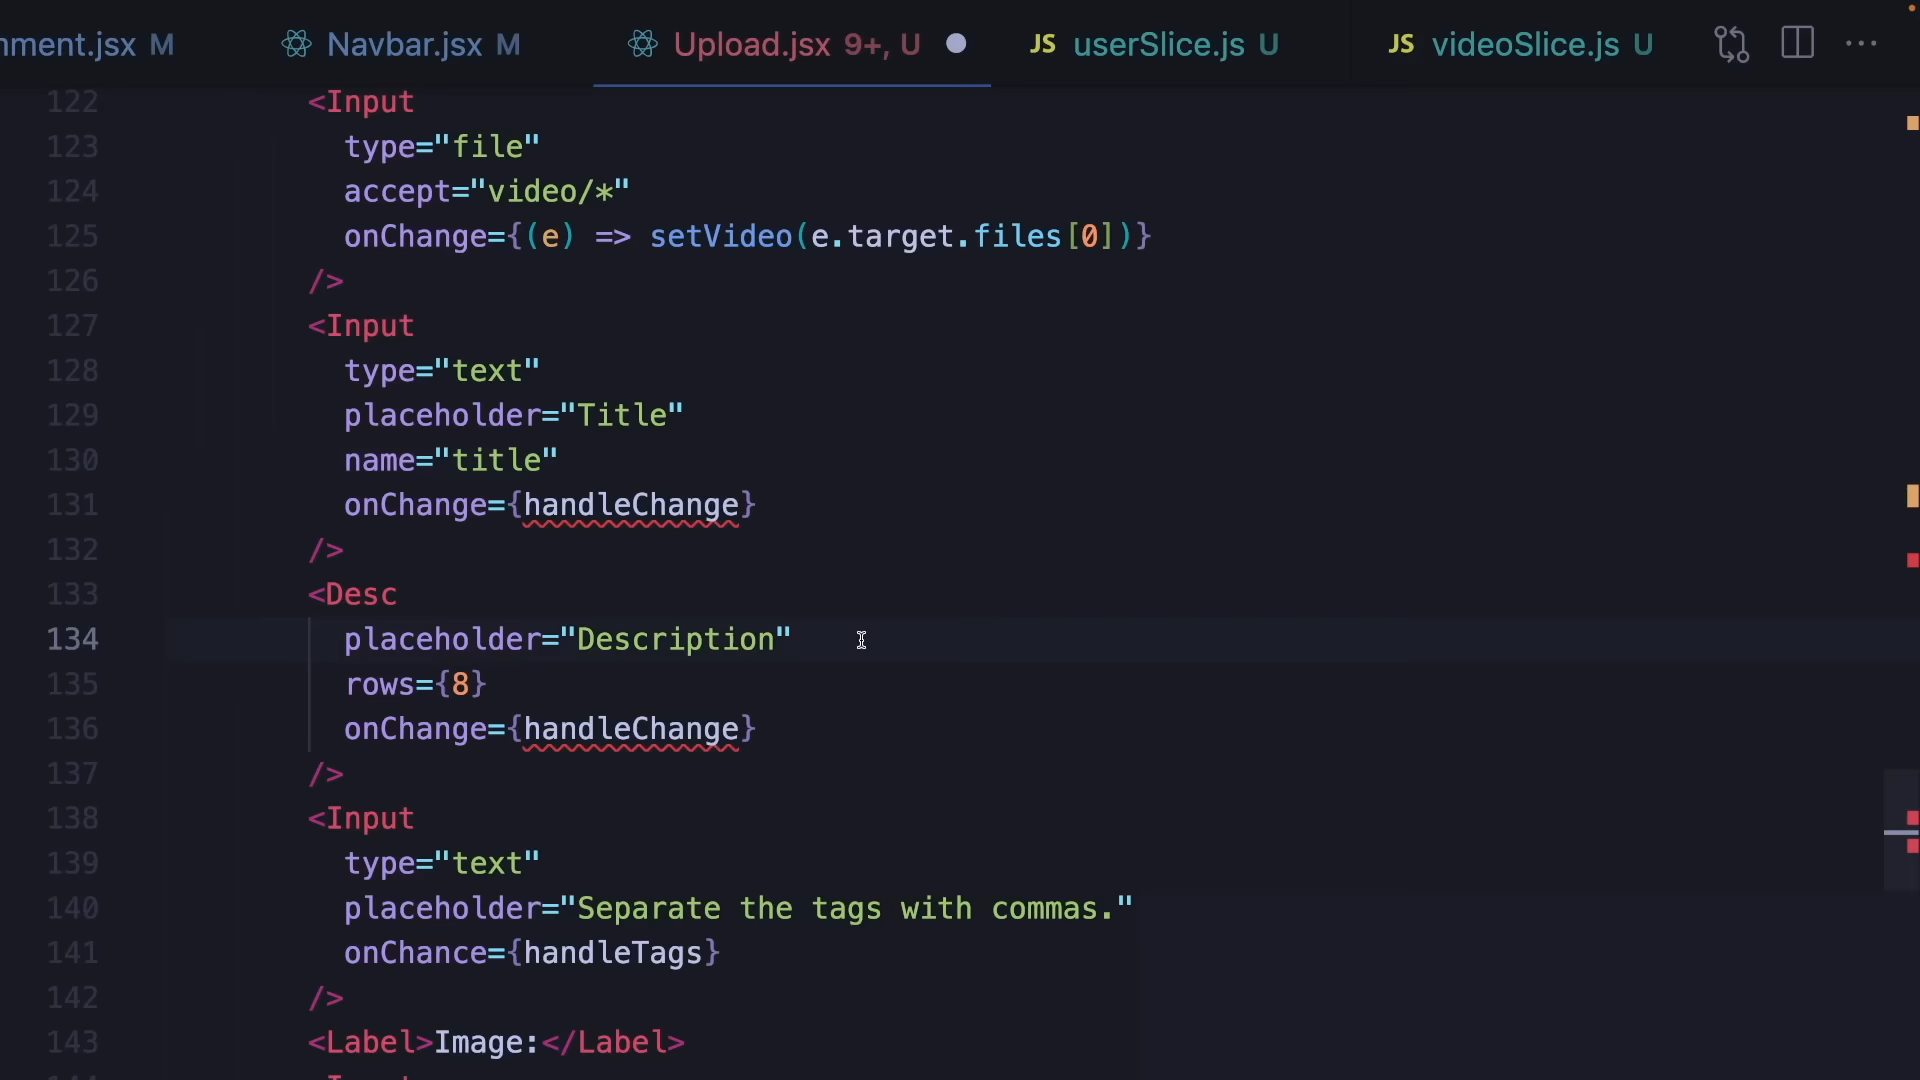 nment.jsx M Navbar.jsx M Upload.jsx 9+, U JS userSlice.js U JS videoSlice.js U
122 <Input
123 type="file"
124 accept="video/*"
125 onChange={(e) => setVideo(e.target.files[0])}
126 />
127 <Input
128 type="text"
129 placeholder="Title"
130 name="title"
131 onChange={handleChange}
132 />
133 <Desc
134 placeholder="Description"
135 rows={8}
136 onChange={handleChange}
137 />
138 <Input
139 type="text"
140 placeholder="Separate the tags with commas."
141 onChance={handleTags}
142 />
143 <Label>Image:</Label>